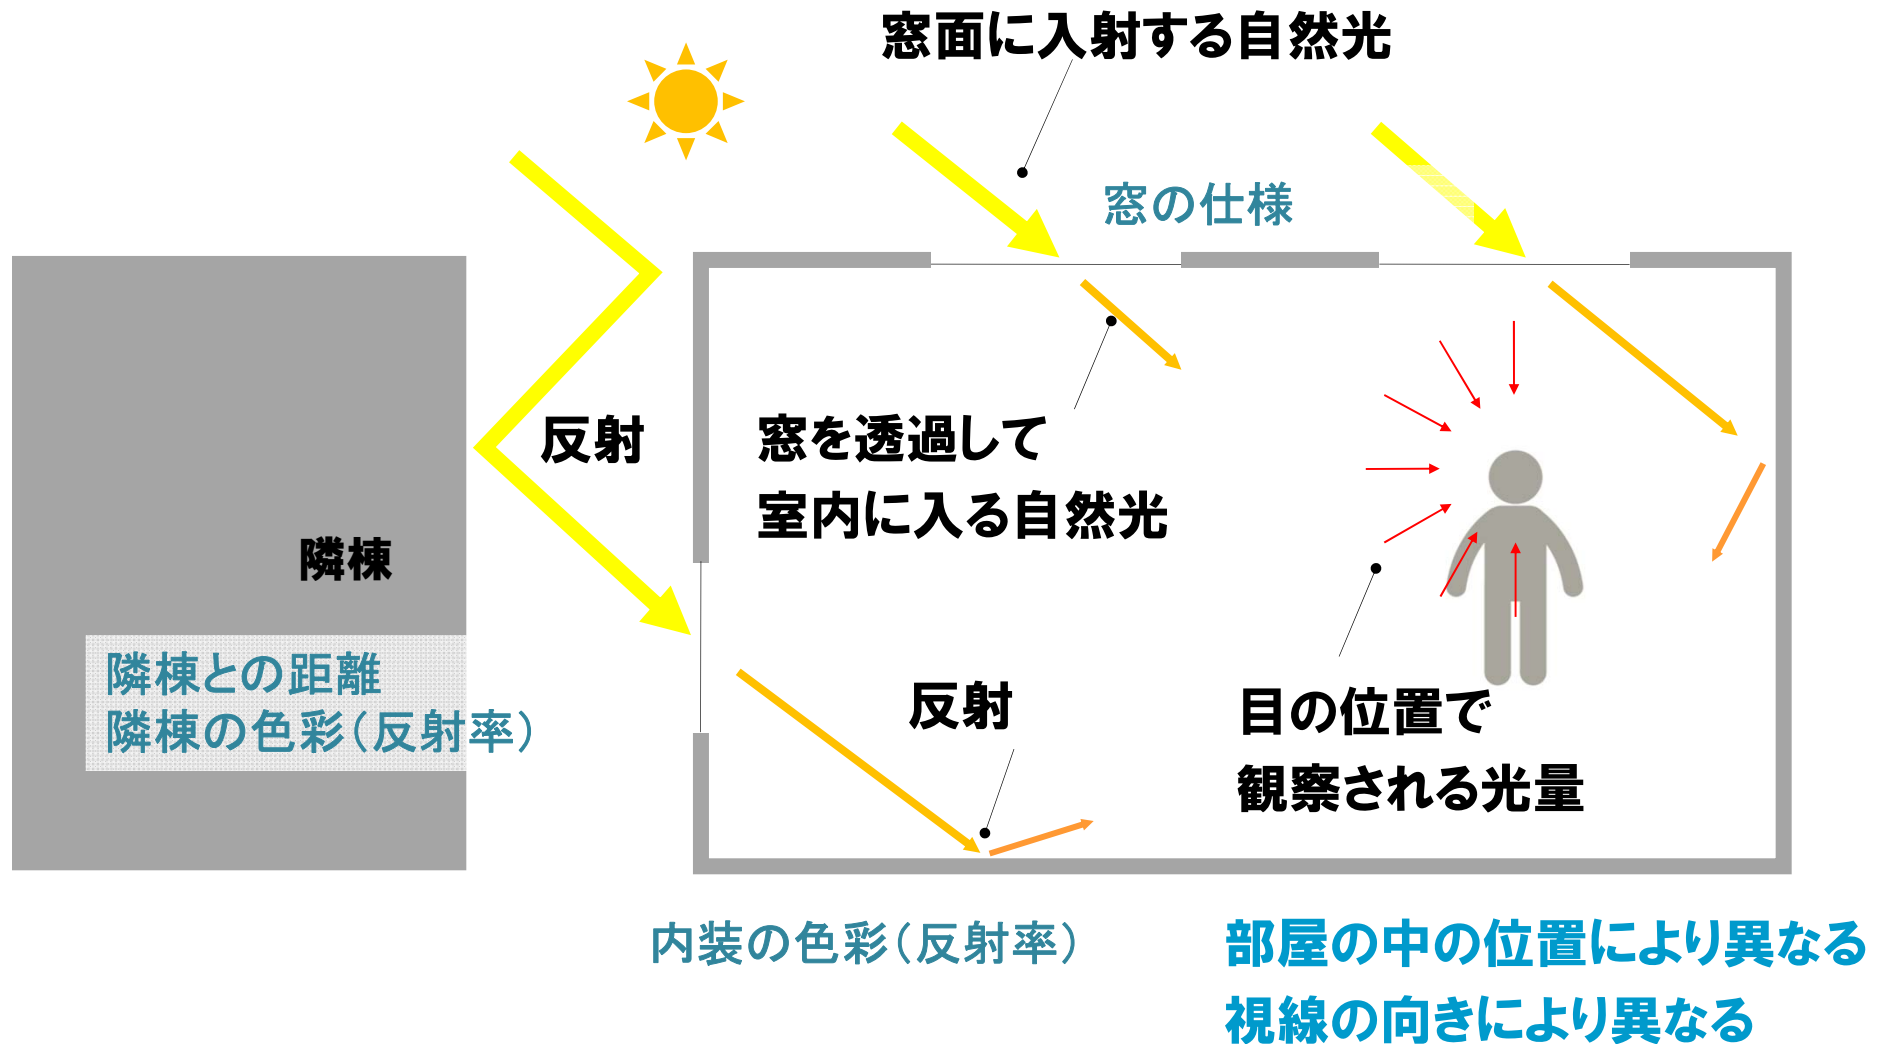 窓面に入射する自然光
窓の仕様
反射
窓を透過して
室内に入る自然光
隣棟
隣棟との距離
隣棟の色彩(反射率)
反射
目の位置で
観察される光量
内装の色彩(反射率)
部屋の中の位置により異なる
視線の向きにより異なる